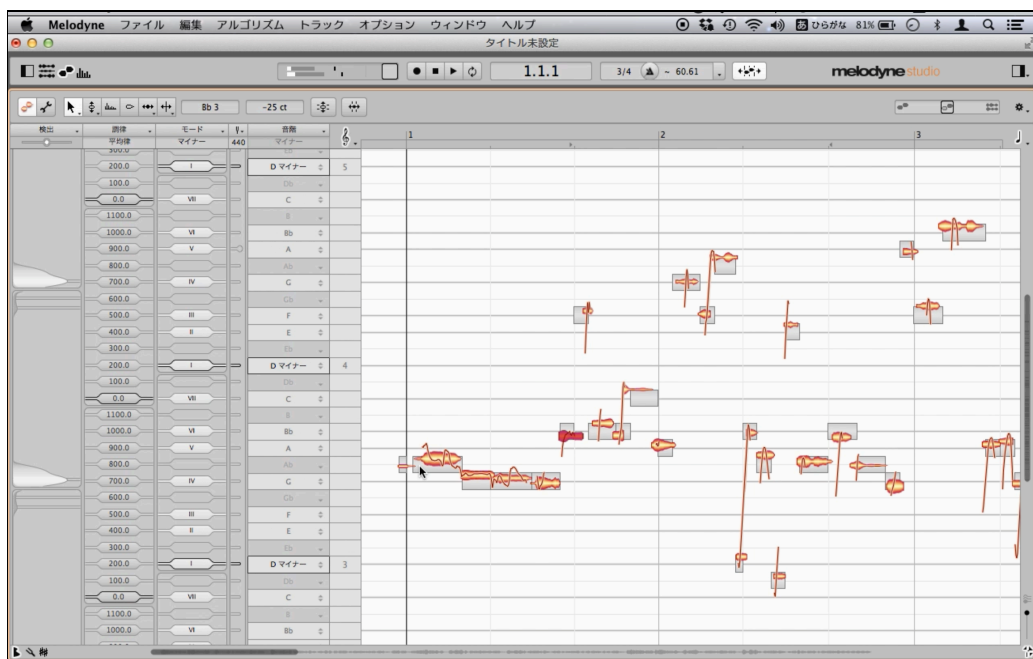 Melodyne ファイル 編集 アルゴリズム トラック オプション ウィンドウ ヘルプ あ ひらがな 81%
タイトル未設定
1.1.1 3/4 ~ 60.61 melodyne studio
Bb 3 -25 ct
検出 調律 モード 音階
平均律 マイナー 440 マイナー
300.0 Eb
200.0 I D マイナー 5
100.0 Db
0.0 VII C
1100.0 B
1000.0 VI Bb
900.0 V A
800.0 Ab
700.0 IV G
600.0 Gb
500.0 III F
400.0 II E
300.0 Eb
200.0 I D マイナー 4
100.0 Db
0.0 VII C
1100.0 B
1000.0 VI Bb
900.0 V A
800.0 Ab
700.0 IV G
600.0 Gb
500.0 III F
400.0 II E
300.0 Eb
200.0 I D マイナー 3
100.0 Db
0.0 VII C
1100.0 B
1000.0 VI Bb
1 2 3